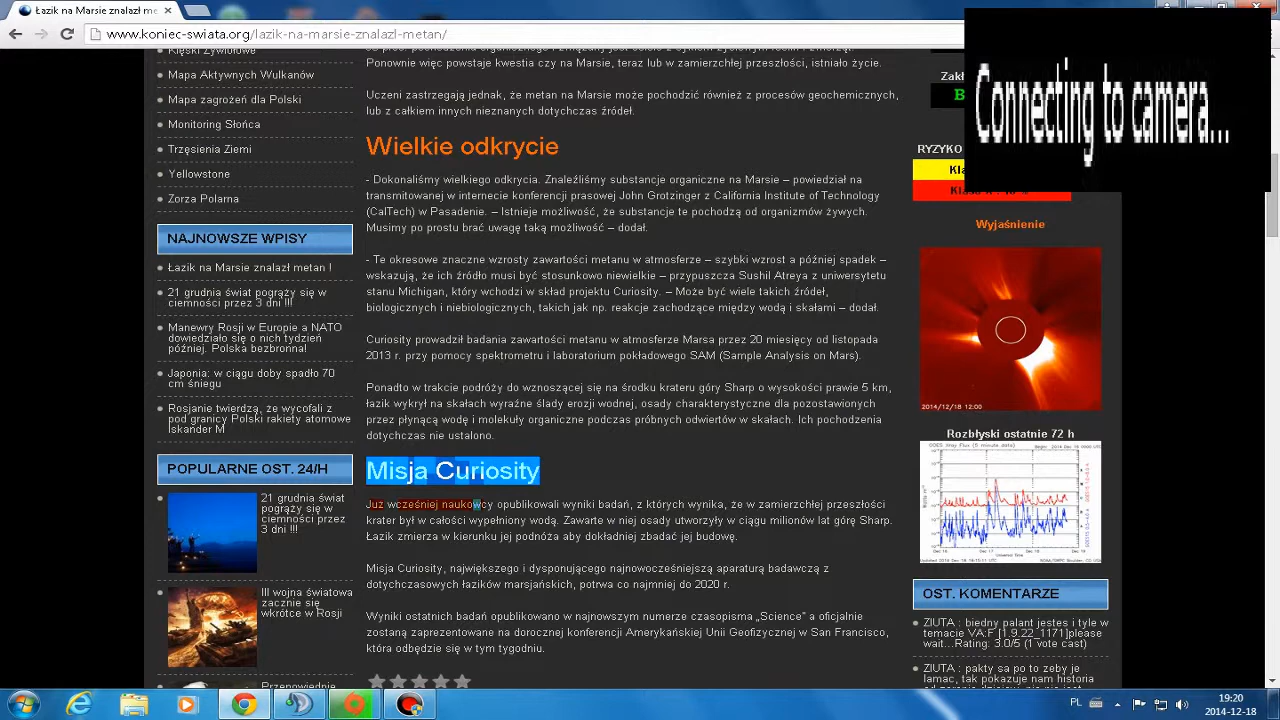 Łazik na Marsie znalazł me
www.koniec-swiata.org/lazik-na-marsie-znalazl-metan/
Connecting to camera...
Klęski Żywiołowe
Mapa Aktywnych Wulkanów
Mapa zagrożeń dla Polski
Monitoring Słońca
Trzęsienia Ziemi
Yellowstone
Zorza Polarna
NAJNOWSZE WPISY
Łazik na Marsie znalazł metan !
21 grudnia świat pogrąży się w
ciemności przez 3 dni !!!
Manewry Rosji w Europie a NATO
dowiedziało się o nich tydzień
później. Polska bezbronna!
Japonia: w ciągu doby spadło 70
cm śniegu
Rosjanie twierdzą, że wycofali z
pod granicy Polski rakiety atomowe
Iskander M
POPULARNE OST. 24/H
21 grudnia świat
pogrąży się w
ciemności przez
3 dni !!!
III wojna światowa
zacznie się
wkrótce w Rosji
Przepowiednie
Ponownie więc powstaje kwestia czy na Marsie, teraz lub w zamierzchłej przeszłości, istniało życie.
Uczeni zastrzegają jednak, że metan na Marsie może pochodzić również z procesów geochemicznych,
lub z całkiem innych nieznanych dotychczas źródeł.
Wielkie odkrycie
- Dokonaliśmy wielkiego odkrycia. Znaleźliśmy substancje organiczne na Marsie – powiedział na
transmitowanej w internecie konferencji prasowej John Grotzinger z California Institute of Technology
(CalTech) w Pasadenie. – Istnieje możliwość, że substancje te pochodzą od organizmów żywych.
Musimy po prostu brać uwagę taką możliwość – dodał.
- Te okresowe znaczne wzrosty zawartości metanu w atmosferze – szybki wzrost a później spadek –
wskazują, że ich źródło musi być stosunkowo niewielkie – przypuszcza Sushil Atreya z uniwersytetu
stanu Michigan, który wchodzi w skład projektu Curiosity. – Może być wiele takich źródeł,
biologicznych i niebiologicznych, takich jak np. reakcje zachodzące między wodą i skałami – dodał.
Curiosity prowadził badania zawartości metanu w atmosferze Marsa przez 20 miesięcy od listopada
2013 r. przy pomocy spektrometru i laboratorium pokładowego SAM (Sample Analysis on Mars).
Ponadto w trakcie podróży do wznoszącej się na środku krateru góry Sharp o wysokości prawie 5 km,
łazik wykrył na skałach wyraźne ślady erozji wodnej, osady charakterystyczne dla pozostawionych
przez płynącą wodę i molekuły organiczne podczas próbnych odwiertów w skałach. Ich pochodzenia
dotychczas nie ustalono.
Misja Curiosity
Już wcześniej naukowcy opublikowali wyniki badań, z których wynika, że w zamierzchłej przeszłości
krater był w całości wypełniony wodą. Zawarte w niej osady utworzyły w ciągu milionów lat górę Sharp.
Łazik zmierza w kierunku jej podnóża aby dokładniej zbadać jej budowę.
Misja Curiosity, największego i dysponującego najnowocześniejszą aparaturą badawczą z
dotychczasowych łazików marsjańskich, potrwa co najmniej do 2020 r.
Wyniki ostatnich badań opublikowano w najnowszym numerze czasopisma „Science” a oficjalnie
zostaną zaprezentowane na dorocznej konferencji Amerykańskiej Unii Geofizycznej w San Francisco,
która odbędzie się w tym tygodniu.
Zakł
B
RYZYKO
Kla
Wyjaśnienie
2014/12/18 12:00
Rozbłyski ostatnie 72 h
OST. KOMENTARZE
ZIUTA : biedny palant jestes i tyle w
temacie VA:F [1.9.22_1171]please
wait...Rating: 3.0/5 (1 vote cast)
ZIUTA : pakty sa po to zeby je
lamac, tak pokazuje nam historia
PL
19:20
2014-12-18